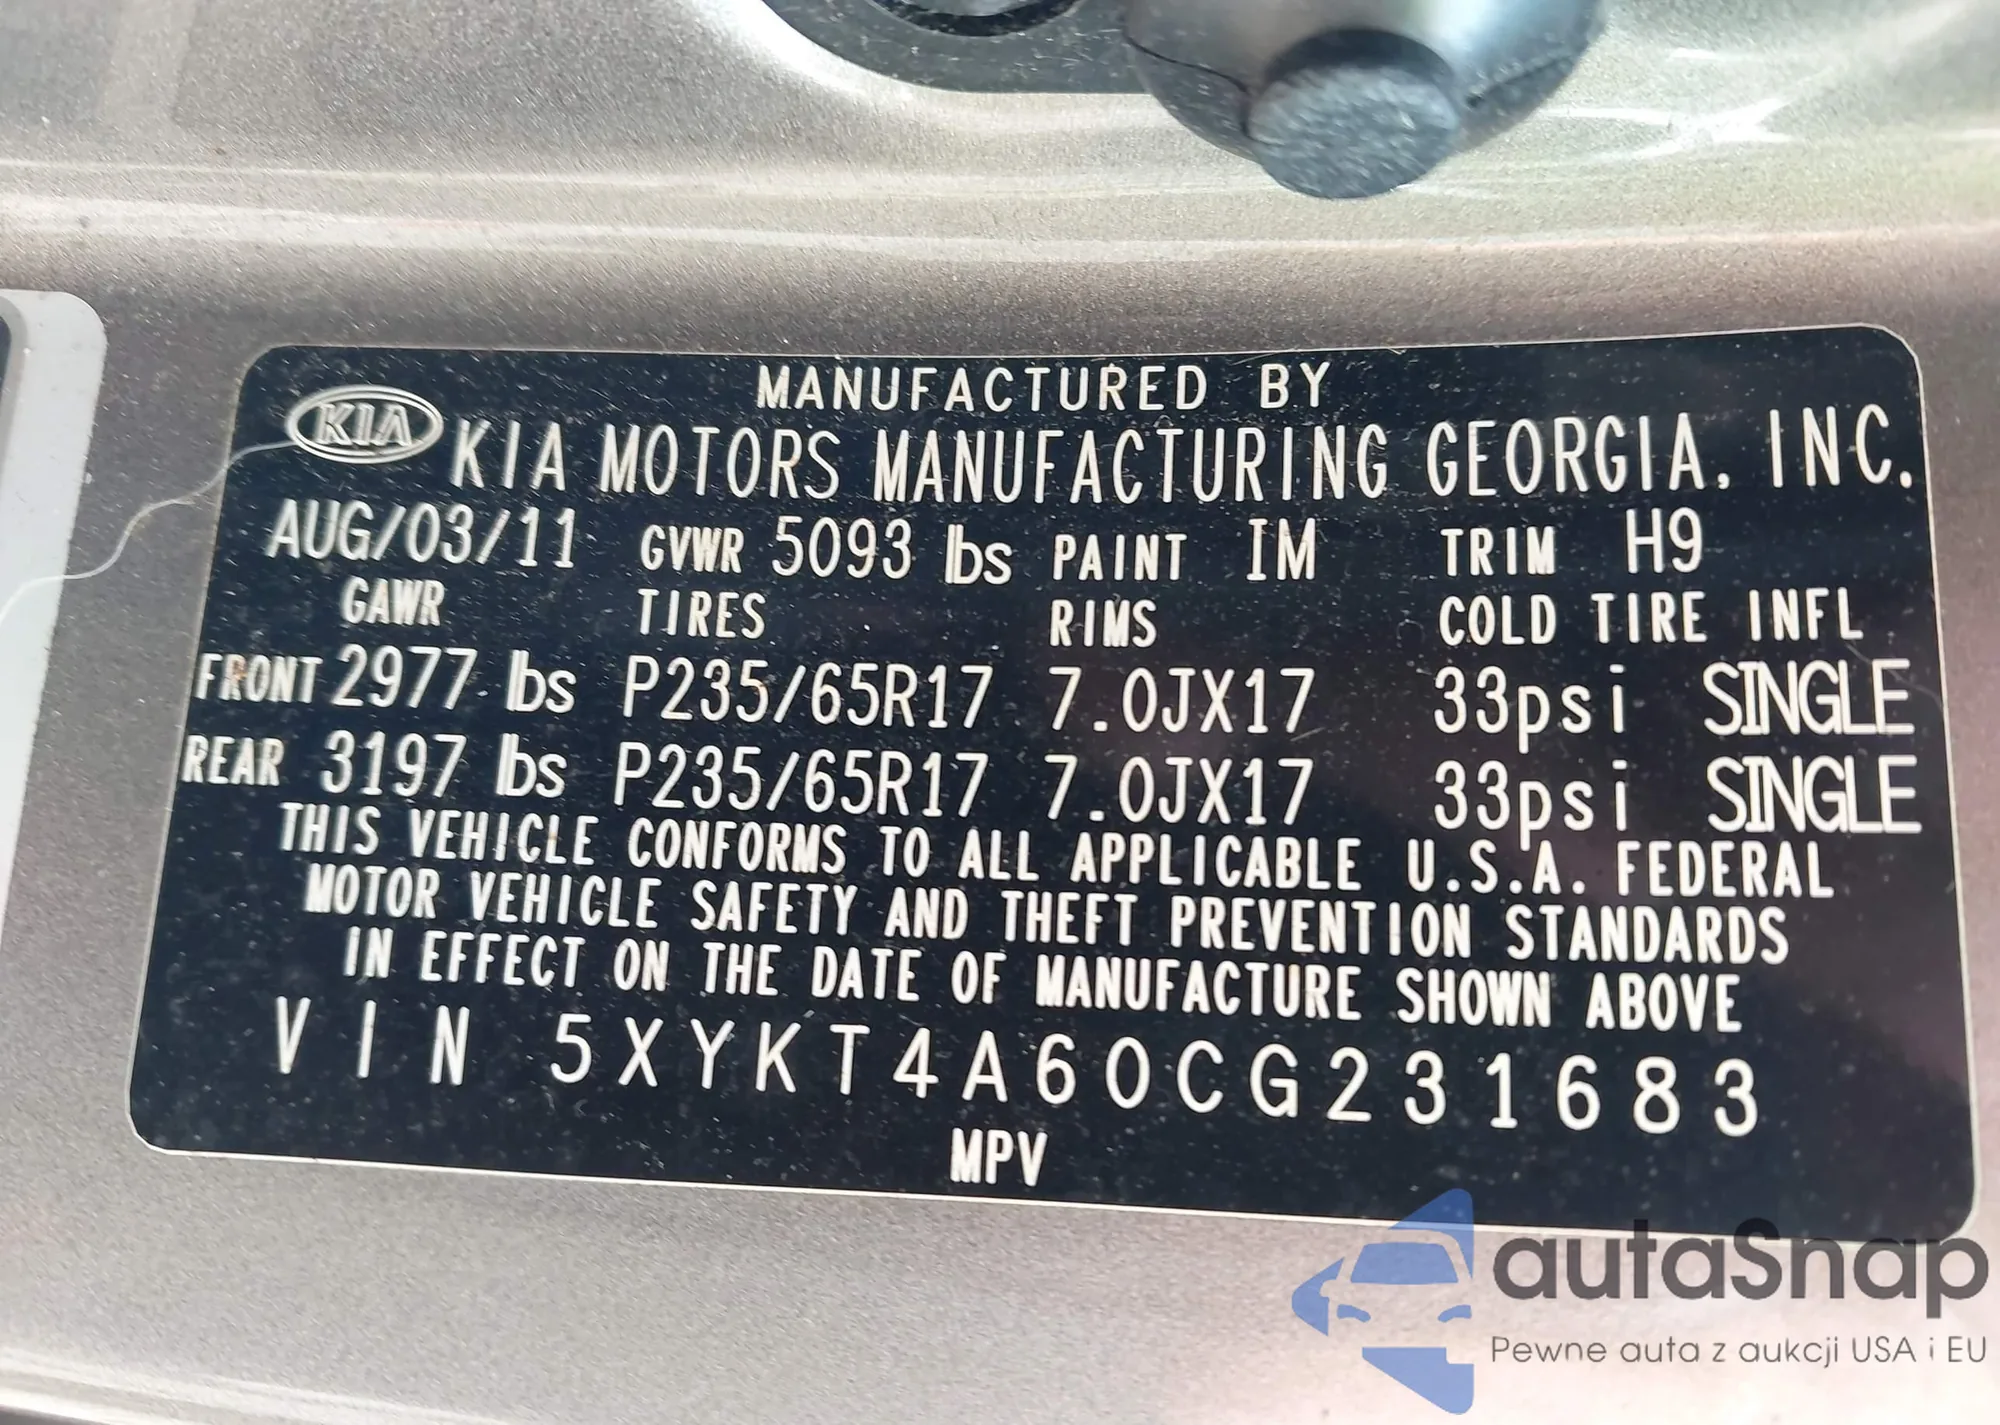 MANUFACTURED BY
KIA KIA MOTORS MANUFACTURING GEORGIA, INC.
AUG/03/11 GVWR 5093 lbs PAINT IM TRIM H9
GAWR TIRES RIMS COLD TIRE INFL
FRONT 2977 lbs P235/65R17 7.0JX17 33psi SINGLE
REAR 3197 lbs P235/65R17 7.0JX17 33psi SINGLE
THIS VEHICLE CONFORMS TO ALL APPLICABLE U.S.A. FEDERAL
MOTOR VEHICLE SAFETY AND THEFT PREVENTION STANDARDS
IN EFFECT ON THE DATE OF MANUFACTURE SHOWN ABOVE
VIN 5XYKT4A60CG231683
MPV
autaSnap
Pewne auta z aukcji USA i EU